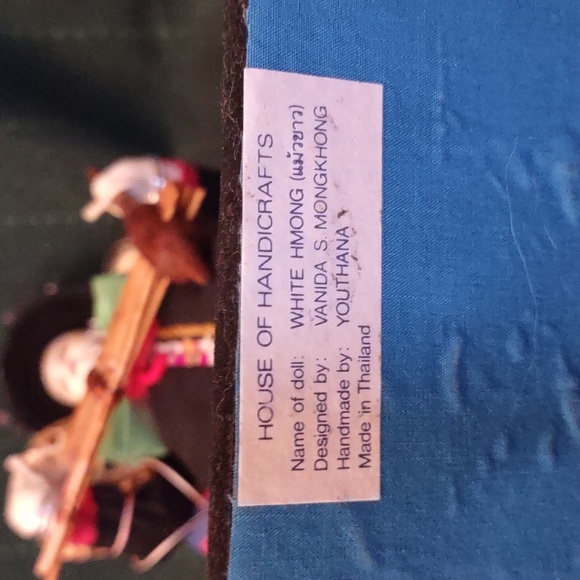 HOUSE OF HANDICRAFTS
Name of doll: WHITE HMONG (แม้วขาว)
Designed by: VANIDA S. MONGKHONG
Handmade by: YOUTHANA
Made in Thailand